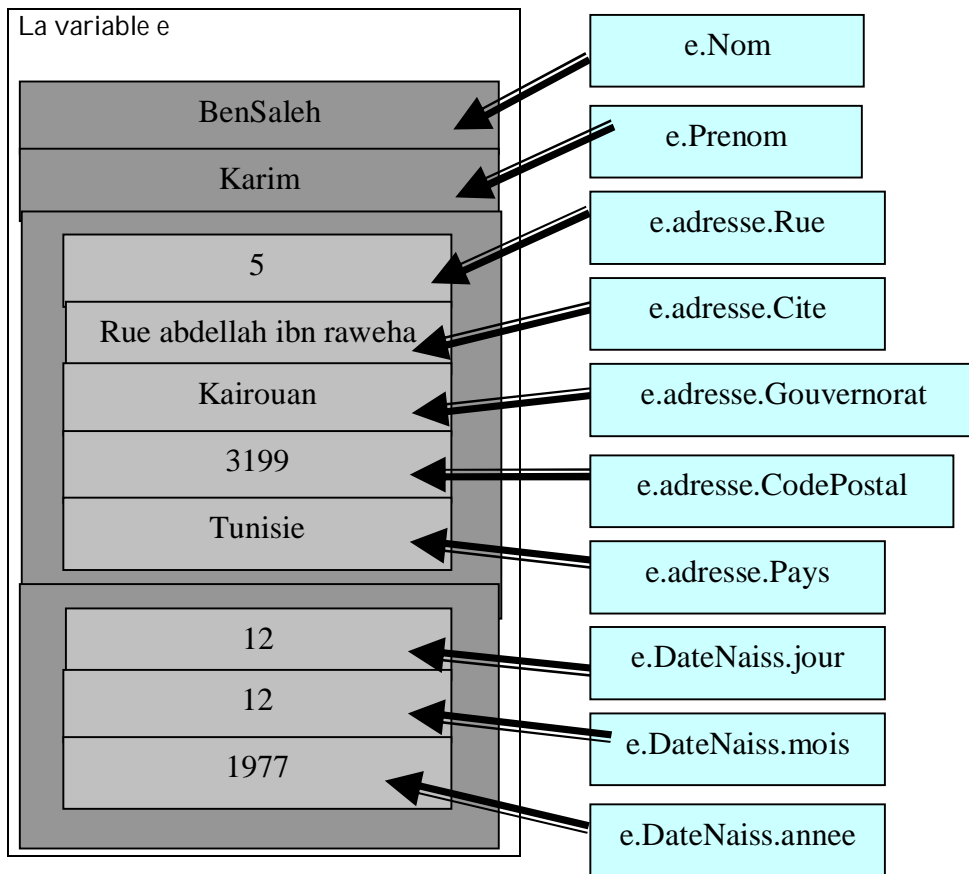 La variable e
e.Nom
BenSaleh
e.Prenom
Karim
e.adresse.Rue
5
e.adresse.Cite
Rue abdellah ibn raweha
Kairouan
e.adresse.Gouvernorat
3199
e.adresse.CodePostal
Tunisie
e.adresse.Pays
12
e.DateNaiss.jour
12
e.DateNaiss.mois
1977
e.DateNaiss.annee